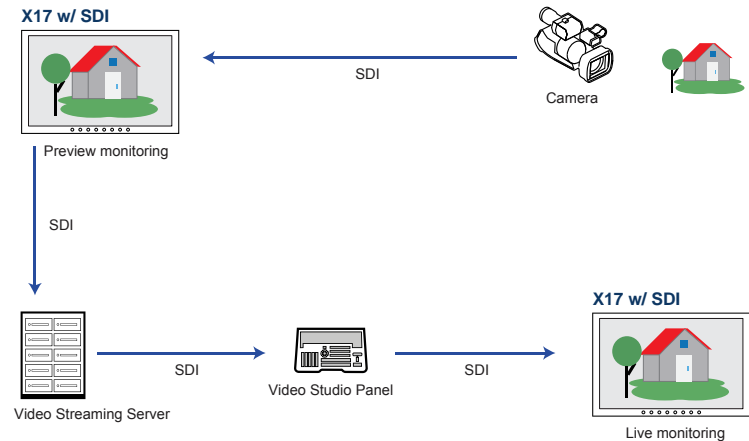 X17 w/ SDI
SDI
Camera
Preview monitoring
SDI
X17 w/ SDI
SDI
Video Studio Panel
SDI
Video Streaming Server
Live monitoring